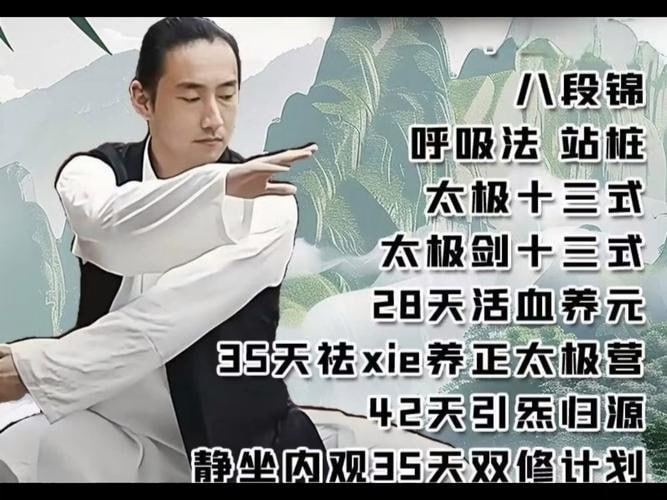 八段锦
呼吸法 站桩
太极十三式
太极剑十三式
28天活血养元
35天祛xie养正太极营
42天引炁归源
静坐内观35天双修计划